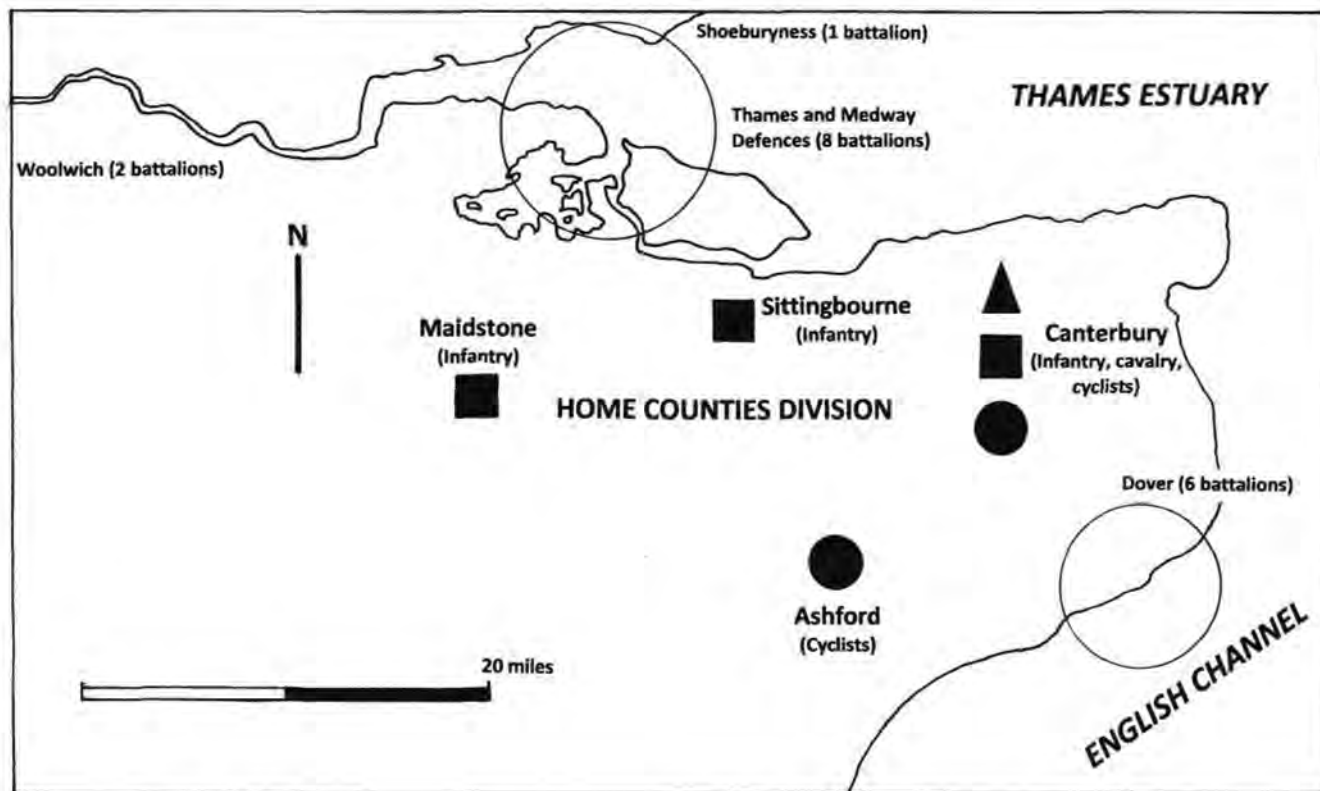 Shoeburyness (1 battalion)
THAMES ESTUARY
Thames and Medway
Defences (8 battalions)
Woolwich (2 battalions)
N
Sittingbourne
(Infantry)
Maidstone
(Infantry)
Canterbury
(Infantry, cavalry,
cyclists)
HOME COUNTIES DIVISION
Dover (6 battalions)
Ashford
(Cyclists)
20 miles
ENGLISH CHANNEL